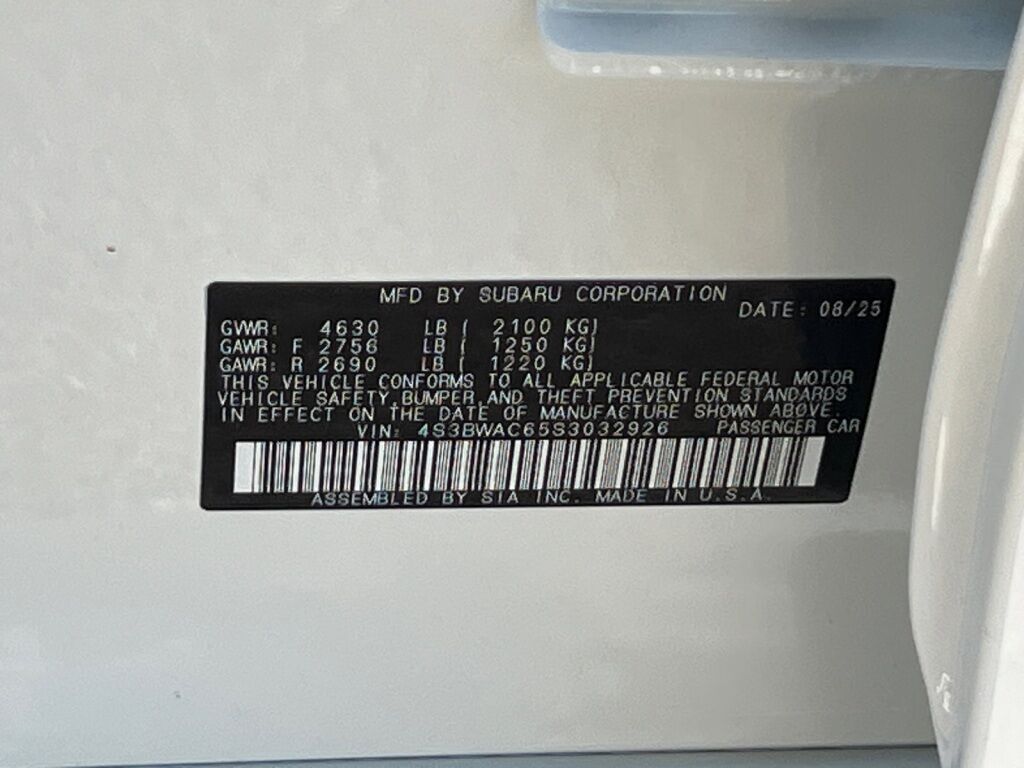 MFD BY SUBARU CORPORATION
DATE: 08/25
GVWR: 4630 LB ( 2100 KG)
GAWR: F 2756 LB ( 1250 KG)
GAWR: R 2690 LB ( 1220 KG)
THIS VEHICLE CONFORMS TO ALL APPLICABLE FEDERAL MOTOR
VEHICLE SAFETY, BUMPER, AND THEFT PREVENTION STANDARDS
IN EFFECT ON THE DATE OF MANUFACTURE SHOWN ABOVE.
VIN: 4S3BWAC65S3032926 PASSENGER CAR
ASSEMBLED BY SIA INC. MADE IN U.S.A.